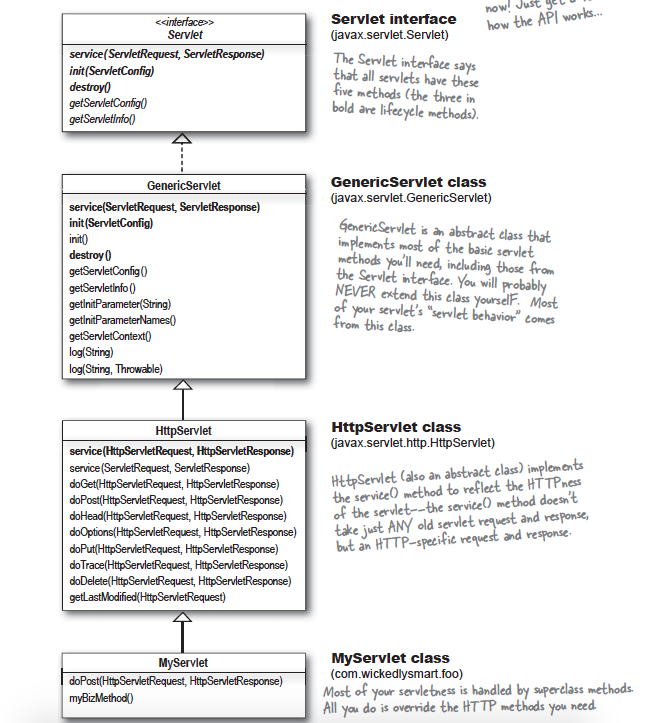 now! Just get a
how the API works...
<<interface>>
Servlet
service(ServletRequest, ServletResponse)
init(ServletConfig)
destroy()
getServletConfig()
getServletInfo()
Servlet interface
(javax.servlet.Servlet)
The Servlet interface says
that all servlets have these
five methods (the three in
bold are lifecycle methods).
GenericServlet
service(ServletRequest, ServletResponse)
init(ServletConfig)
init()
destroy()
getServletConfig()
getServletInfo()
getInitParameter(String)
getInitParameterNames()
getServletContext()
log(String)
log(String, Throwable)
GenericServlet class
(javax.servlet.GenericServlet)
GenericServlet is an abstract class that
implements most of the basic servlet
methods you'll need, including those from
the Servlet interface. You will probably
NEVER extend this class yourself. Most
of your servlet's "servlet behavior" comes
from this class.
HttpServlet
service(HttpServletRequest, HttpServletResponse)
service(ServletRequest, ServletResponse)
doGet(HttpServletRequest, HttpServletResponse)
doPost(HttpServletRequest, HttpServletResponse)
doHead(HttpServletRequest, HttpServletResponse)
doOptions(HttpServletRequest, HttpServletResponse)
doPut(HttpServletRequest, HttpServletResponse)
doTrace(HttpServletRequest, HttpServletResponse)
doDelete(HttpServletRequest, HttpServletResponse)
getLastModified(HttpServletRequest)
HttpServlet class
(javax.servlet.http.HttpServlet)
HttpServlet (also an abstract class) implements
the service() method to reflect the HTTPness
of the servlet--the service() method doesn't
take just ANY old servlet request and response,
but an HTTP-specific request and response.
MyServlet
doPost(HttpServletRequest, HttpServletResponse)
myBizMethod()
MyServlet class
(com.wickedlysmart.foo)
Most of your servletness is handled by superclass methods.
All you do is override the HTTP methods you need.